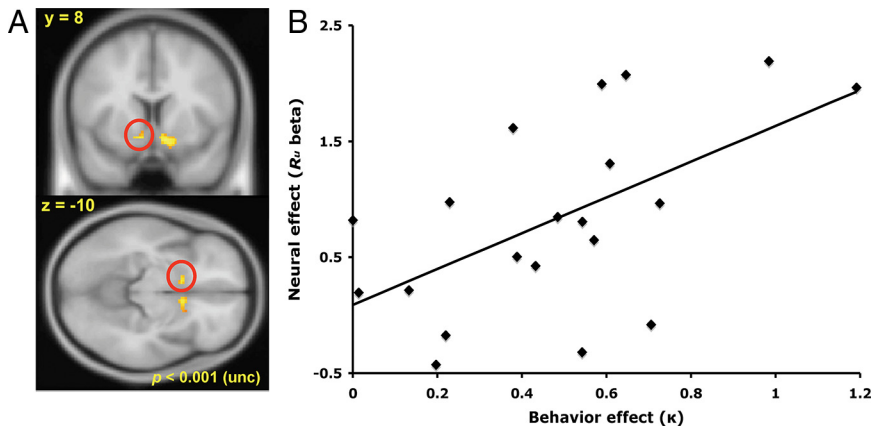 A
y = 8
z = -10
p < 0.001 (unc)
B
Neural effect (Ru beta)
2.5
1.5
0.5
-0.5
0
0.2
0.4
0.6
0.8
1
1.2
Behavior effect (κ)